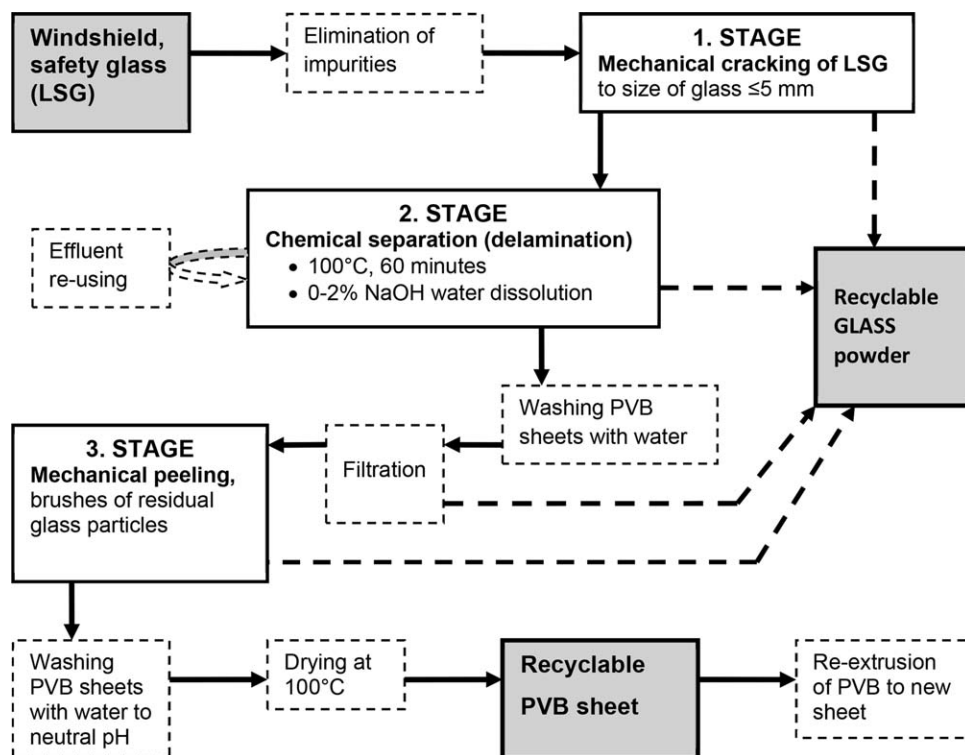 Windshield,
safety glass
(LSG)
Elimination of
impurities
1. STAGE
Mechanical cracking of LSG
to size of glass ≤5 mm
2. STAGE
Chemical separation (delamination)
• 100°C, 60 minutes
• 0-2% NaOH water dissolution
Effluent
re-using
Recyclable
GLASS
powder
Washing PVB
sheets with water
Filtration
3. STAGE
Mechanical peeling,
brushes of residual
glass particles
Washing
PVB sheets
with water to
neutral pH
Drying at
100°C
Recyclable
PVB sheet
Re-extrusion
of PVB to new
sheet